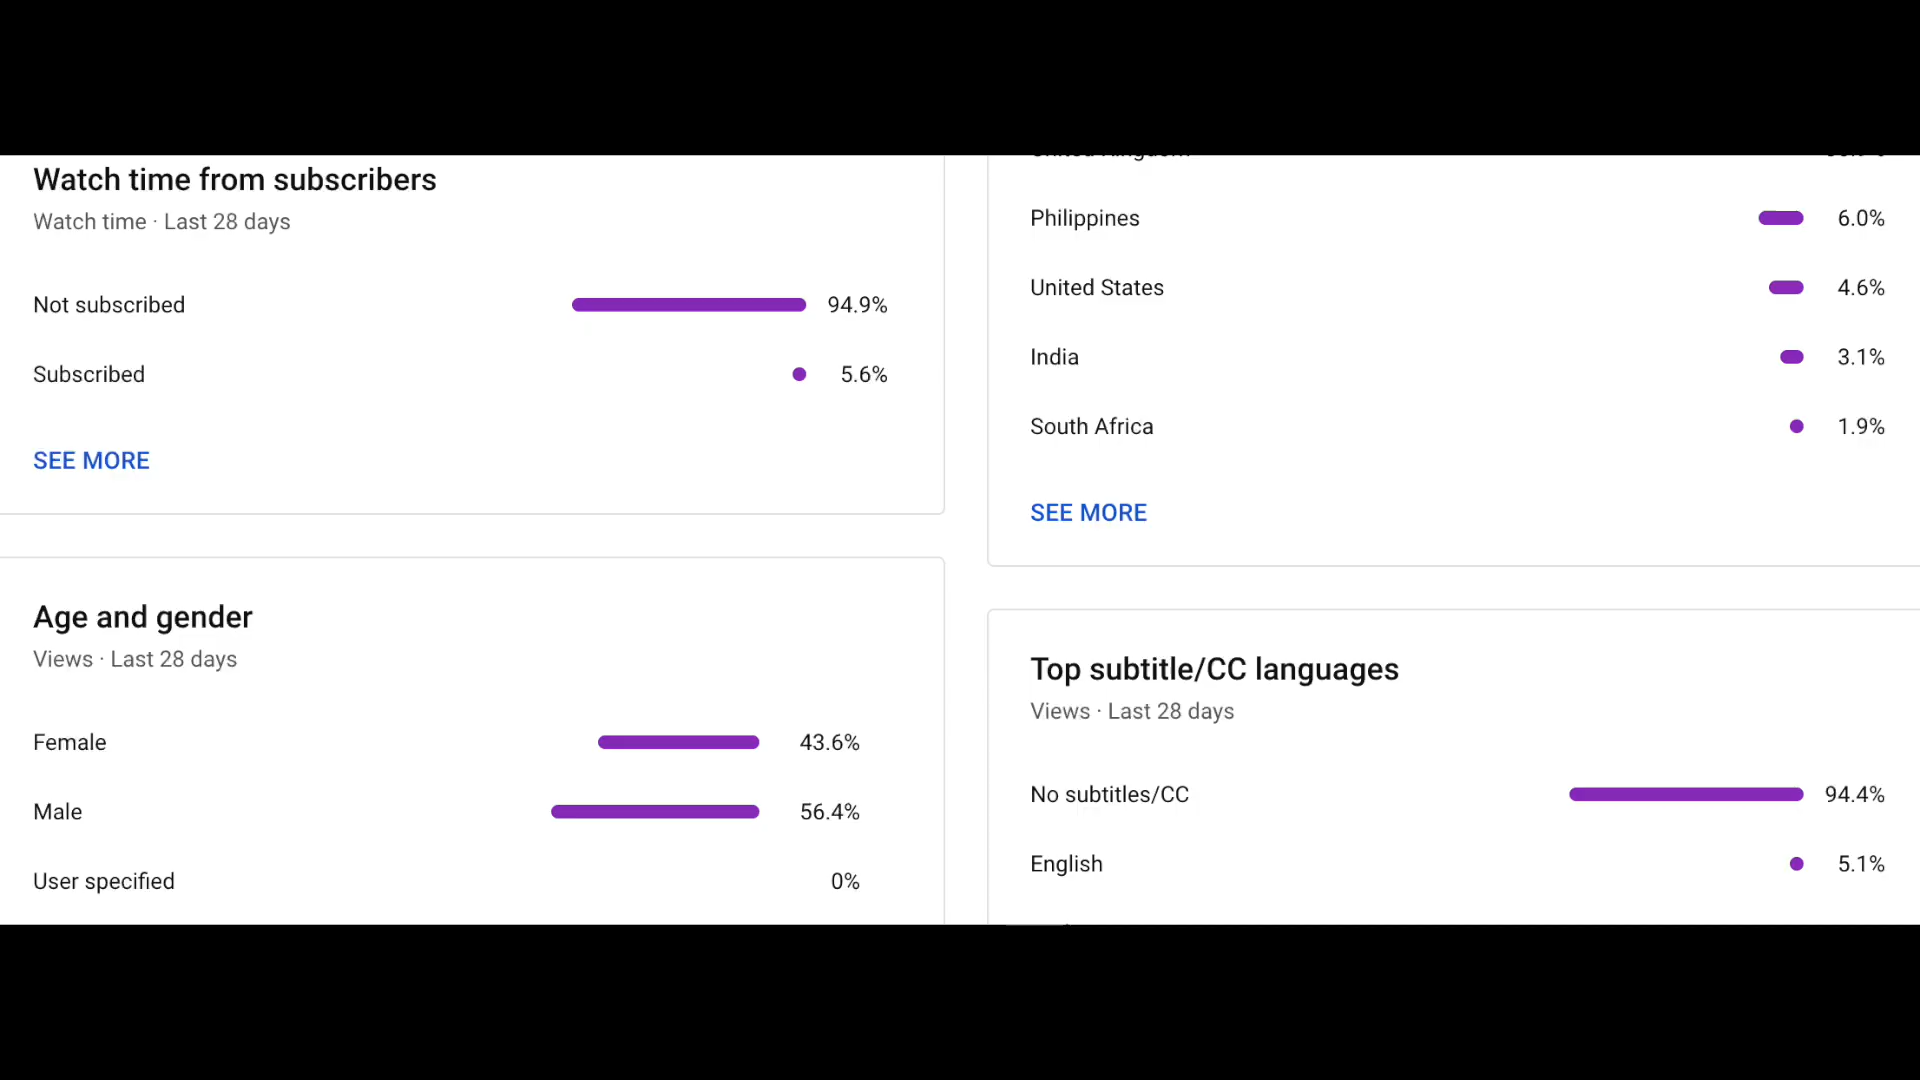 Watch time from subscribers
Watch time · Last 28 days
Not subscribed 94.9%
Subscribed 5.6%
SEE MORE
Age and gender
Views · Last 28 days
Female 43.6%
Male 56.4%
User specified 0%
Philippines 6.0%
United States 4.6%
India 3.1%
South Africa 1.9%
SEE MORE
Top subtitle/CC languages
Views · Last 28 days
No subtitles/CC 94.4%
English 5.1%